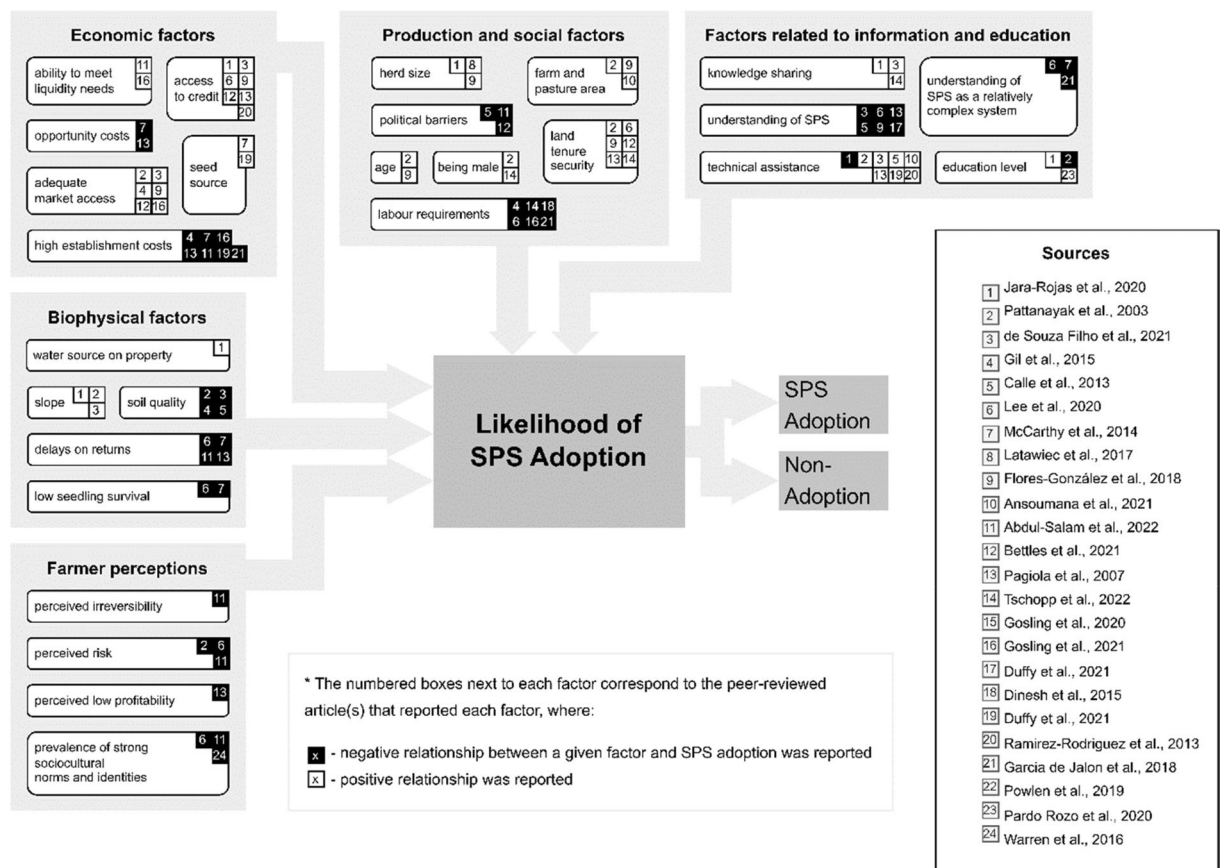 Economic factors
ability to meet
liquidity needs
11
16
access
to credit
1 3
6 9
12 13
20
opportunity costs
7
13
seed
source
7
19
adequate
market access
2 3
4 9
12 16
high establishment costs
4 7 16
13 11 19 21
Production and social factors
herd size
1 8
9
farm and
pasture area
2 9
10
political barriers
5 11
12
land
tenure
security
2 6
9 12
13 14
age
2
9
being male
2
14
labour requirements
4 14 18
6 16 21
Factors related to information and education
knowledge sharing
1 3
14
understanding of
SPS as a relatively
complex system
6 7
21
understanding of SPS
3 6 13
5 9 17
technical assistance
1 2 3 5 10
13 19 20
education level
1 2
23
Biophysical factors
water source on property
1
slope
1 2
3
soil quality
2 3
4 5
delays on returns
6 7
11 13
low seedling survival
6 7
Farmer perceptions
perceived irreversibility
11
perceived risk
2 6
11
perceived low profitability
13
prevalence of strong
sociocultural
norms and identities
6 11
24
Likelihood of
SPS Adoption
SPS
Adoption
Non-
Adoption
* The numbered boxes next to each factor correspond to the peer-reviewed
article(s) that reported each factor, where:
x - negative relationship between a given factor and SPS adoption was reported
x - positive relationship was reported
Sources
1 Jara-Rojas et al., 2020
2 Pattanayak et al., 2003
3 de Souza Filho et al., 2021
4 Gil et al., 2015
5 Calle et al., 2013
6 Lee et al., 2020
7 McCarthy et al., 2014
8 Latawiec et al., 2017
9 Flores-González et al., 2018
10 Ansoumana et al., 2021
11 Abdul-Salam et al., 2022
12 Bettles et al., 2021
13 Pagiola et al., 2007
14 Tschopp et al., 2022
15 Gosling et al., 2020
16 Gosling et al., 2021
17 Duffy et al., 2021
18 Dinesh et al., 2015
19 Duffy et al., 2021
20 Ramirez-Rodriguez et al., 2013
21 Garcia de Jalon et al., 2018
22 Powlen et al., 2019
23 Pardo Rozo et al., 2020
24 Warren et al., 2016